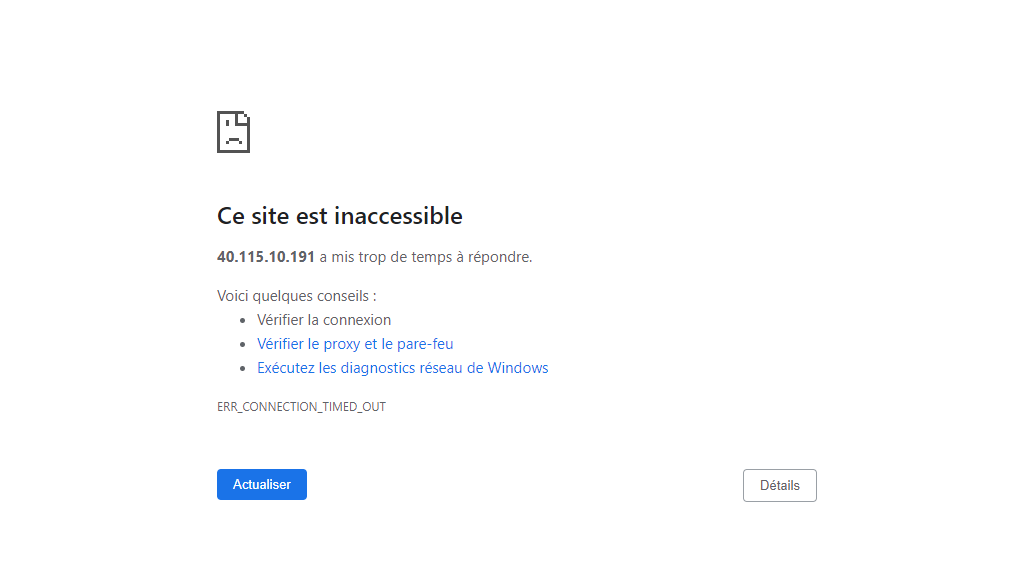 Ce site est inaccessible
40.115.10.191 a mis trop de temps à répondre.
Voici quelques conseils :
Vérifier la connexion
Vérifier le proxy et le pare-feu
Exécutez les diagnostics réseau de Windows
ERR_CONNECTION_TIMED_OUT
Actualiser
Détails